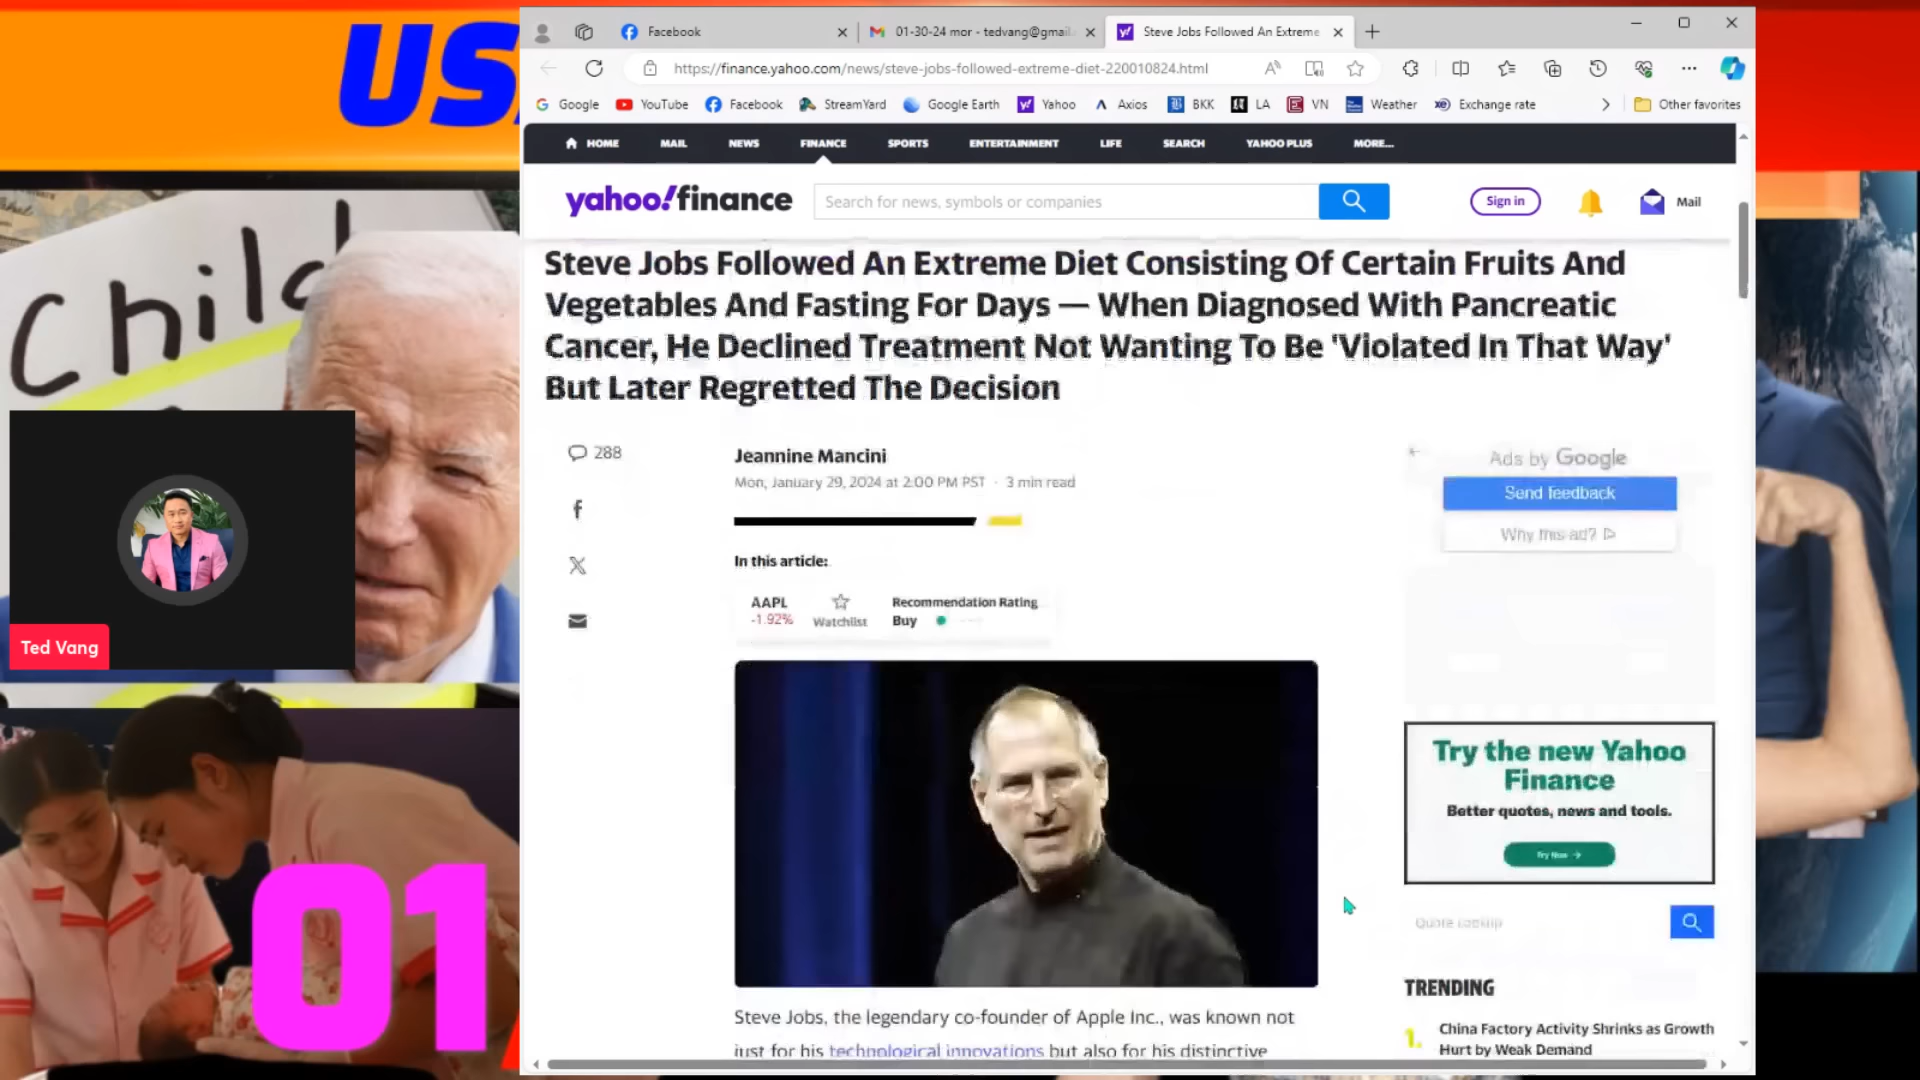 US
Child
Ted Vang
01
Facebook
01-30-24 mor - tedvang@gmail.
Steve Jobs Followed An Extreme
https://finance.yahoo.com/news/steve-jobs-followed-extreme-diet-220010824.html
Google YouTube Facebook StreamYard Google Earth Yahoo Axios BKK LA VN Weather Exchange rate Other favorites
HOME MAIL NEWS FINANCE SPORTS ENTERTAINMENT LIFE SEARCH YAHOO PLUS MORE...
yahoo!finance
Search for news, symbols or companies
Sign in
Mail
Steve Jobs Followed An Extreme Diet Consisting Of Certain Fruits And
Vegetables And Fasting For Days — When Diagnosed With Pancreatic
Cancer, He Declined Treatment Not Wanting To Be 'Violated In That Way'
But Later Regretted The Decision
288
Jeannine Mancini
Mon, January 29, 2024 at 2:00 PM PST · 3 min read
In this article:
AAPL
-1.92%
Watchlist
Recommendation Rating
Buy
Steve Jobs, the legendary co-founder of Apple Inc., was known not
just for his technological innovations but also for his distinctive
Ads by Google
Send feedback
Why this ad?
Try the new Yahoo
Finance
Better quotes, news and tools.
Try Now →
Quote Lookup
TRENDING
1. China Factory Activity Shrinks as Growth
Hurt by Weak Demand